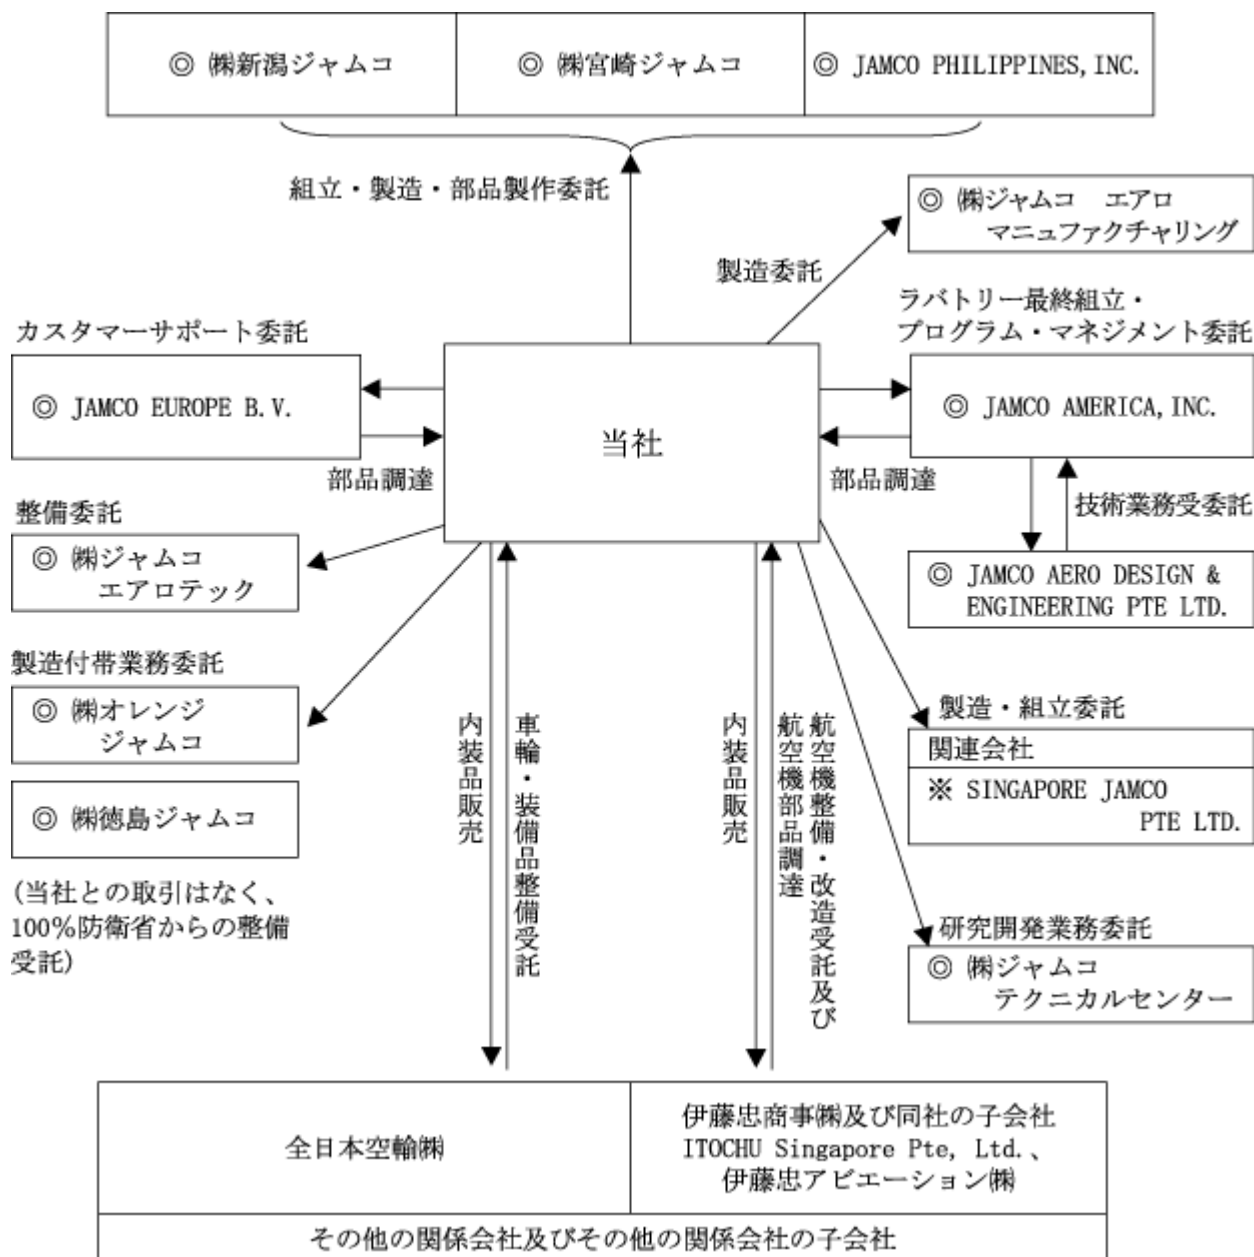 ◎ ㈱新潟ジャムコ
◎ ㈱宮崎ジャムコ
◎ JAMCO PHILIPPINES, INC.
組立・製造・部品製作委託
◎ ㈱ジャムコ エアロ
マニュファクチャリング
製造委託
ラバトリー最終組立・
プログラム・マネジメント委託
カスタマーサポート委託
◎ JAMCO EUROPE B.V.
当社
◎ JAMCO AMERICA, INC.
部品調達
部品調達
技術業務受委託
整備委託
◎ ㈱ジャムコ
エアロテック
◎ JAMCO AERO DESIGN &
ENGINEERING PTE LTD.
製造付帯業務委託
◎ ㈱オレンジ
ジャムコ
◎ ㈱徳島ジャムコ
(当社との取引はなく、
100%防衛省からの整備
受託)
内装品販売
車輪・装備品整備受託
内装品販売
航空機整備・改造受託及び
航空機部品調達
製造・組立委託
関連会社
※ SINGAPORE JAMCO
PTE LTD.
研究開発業務委託
◎ ㈱ジャムコ
テクニカルセンター
全日本空輸㈱
伊藤忠商事㈱及び同社の子会社
ITOCHU Singapore Pte, Ltd.、
伊藤忠アビエーション㈱
その他の関係会社及びその他の関係会社の子会社